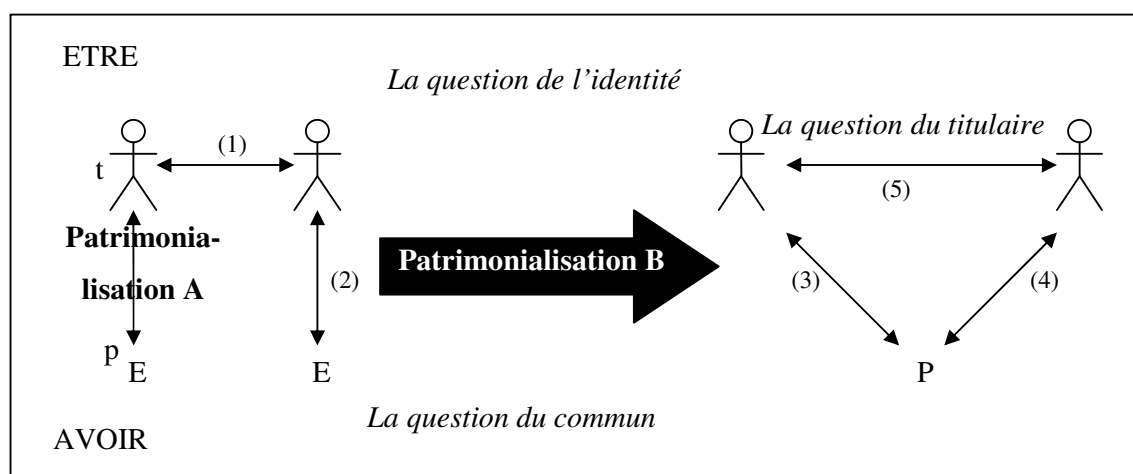 ETRE
La question de l’identité
La question du titulaire
(1)
t
(5)
Patrimonia-
lisation A
Patrimonialisation B
(2)
(3)
(4)
p
E
E
P
La question du commun
AVOIR